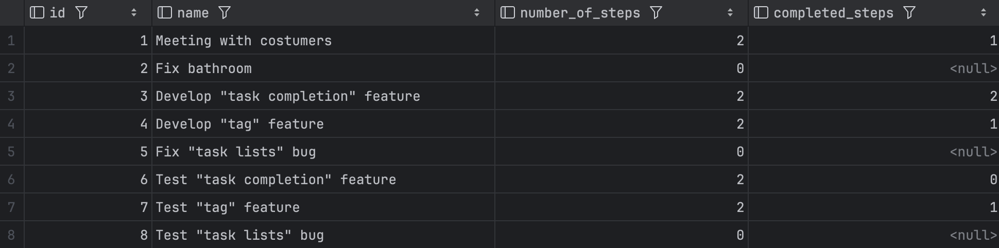 id name number_of_steps completed_steps
1 1 Meeting with costumers 2 1
2 2 Fix bathroom 0 <null>
3 3 Develop "task completion" feature 2 2
4 4 Develop "tag" feature 2 1
5 5 Fix "task lists" bug 0 <null>
6 6 Test "task completion" feature 2 0
7 7 Test "tag" feature 2 1
8 8 Test "task lists" bug 0 <null>